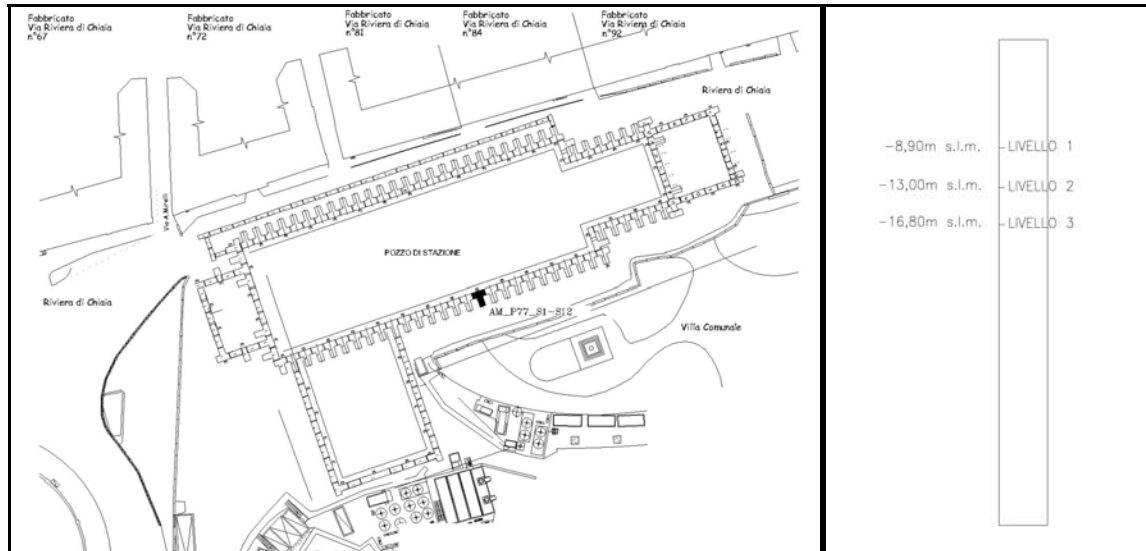 Fabbricato
Via Riviera di Chiaia
n°67
Fabbricato
Via Riviera di Chiaia
n°72
Fabbricato
Via Riviera di Chiaia
n°81
Fabbricato
Via Riviera di Chiaia
n°84
Fabbricato
Via Riviera di Chiaia
n°92
Riviera di Chiaia
Via A.Mirelli
POZZO DI STAZIONE
Riviera di Chiaia
AM_P77_S1-S12
Villa Comunale
-8,90m s.l.m. LIVELLO 1
-13,00m s.l.m. LIVELLO 2
-16,80m s.l.m. LIVELLO 3